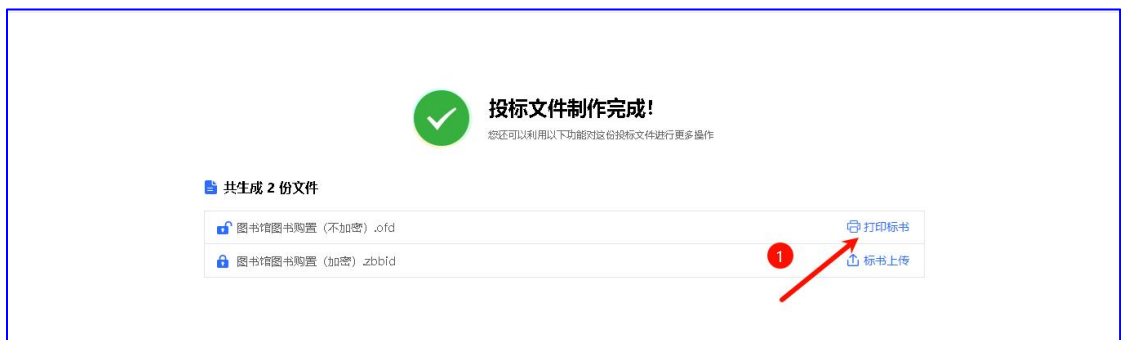 投标文件制作完成!
您还可以利用以下功能对这份投标文件进行更多操作
共生成 2 份文件
图书馆图书购置（不加密）.ofd 打印标书
图书馆图书购置（加密）.zbbid 1 标书上传